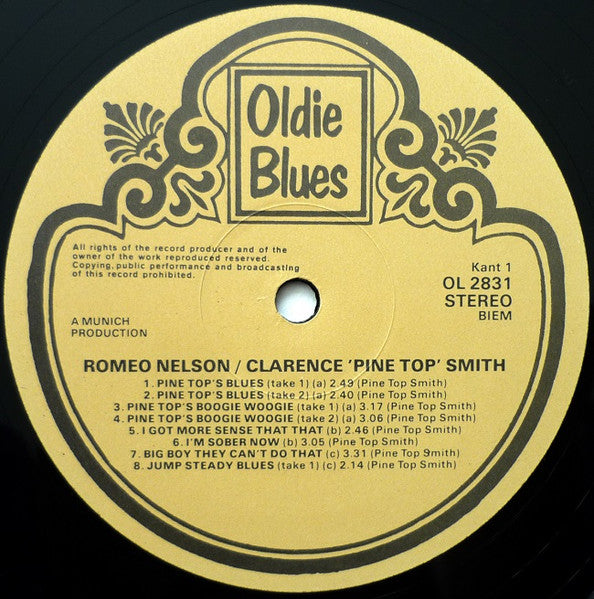 Oldie
Blues
All rights of the record producer and of the
owner of the work reproduced reserved.
Copying, public performance and broadcasting
of this record prohibited.
Kant 1
OL 2831
STEREO
BIEM
A MUNICH
PRODUCTION
ROMEO NELSON / CLARENCE 'PINE TOP' SMITH
1. PINE TOP'S BLUES (take 1) (a) 2.49 (Pine Top Smith)
2. PINE TOP'S BLUES (take 2) (a) 2.40 (Pine Top Smith)
3. PINE TOP'S BOOGIE WOOGIE (take 1) (a) 3.17 (Pine Top Smith)
4. PINE TOP'S BOOGIE WOOGIE (take 2) (a) 3.06 (Pine Top Smith)
5. I GOT MORE SENSE THAT THAT (b) 2.46 (Pine Top Smith)
6. I'M SOBER NOW (b) 3.05 (Pine Top Smith)
7. BIG BOY THEY CAN'T DO THAT (c) 3.31 (Pine Top Smith)
8. JUMP STEADY BLUES (take 1) (c) 2.14 (Pine Top Smith)